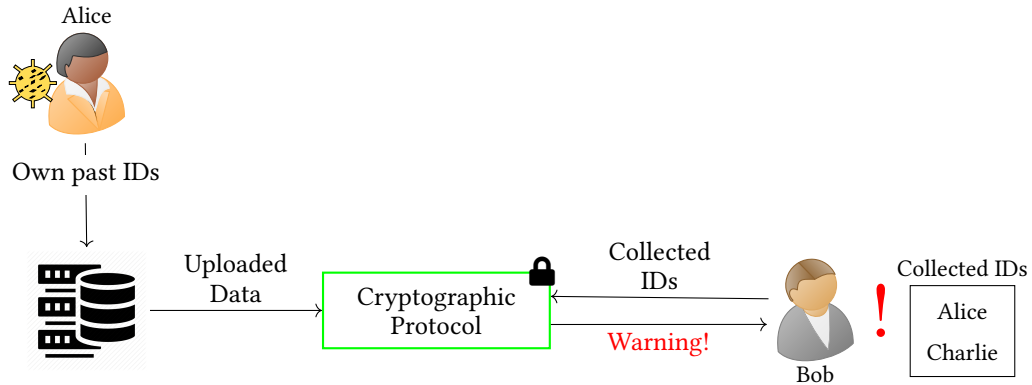 Alice
Own past IDs
Uploaded
Data
Cryptographic
Protocol
Collected
IDs
Warning!
!
Bob
Collected IDs
Alice
Charlie